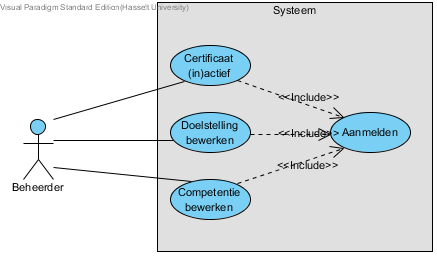 Visual Paradigm Standard Edition(Hasselt University)
Systeem
Certificaat
(in)actief
<<Include>>
Doelstelling
bewerken
<<Include>>
Aanmelden
<<Include>>
Competentie
bewerken
Beheerder